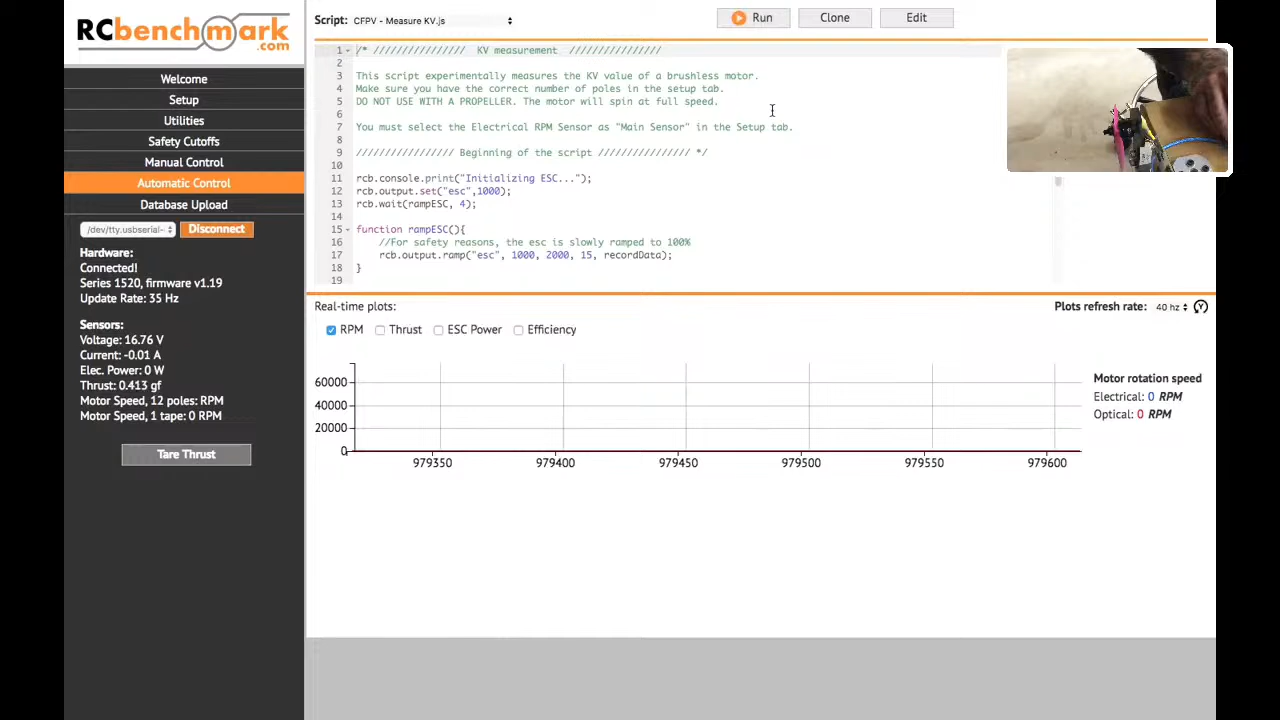 RCbenchmark
.com
Script: CFPV - Measure KV.js
Run
Clone
Edit
Welcome
Setup
Utilities
Safety Cutoffs
Manual Control
Automatic Control
Database Upload
/dev/tty.usbserial-
Disconnect
Hardware:
Connected!
Series 1520, firmware v1.19
Update Rate: 35 Hz
Sensors:
Voltage: 16.76 V
Current: -0.01 A
Elec. Power: 0 W
Thrust: 0.413 gf
Motor Speed, 12 poles: RPM
Motor Speed, 1 tape: 0 RPM
Tare Thrust
1 /* //////////////// KV measurement ////////////////
2
3 This script experimentally measures the KV value of a brushless motor.
4 Make sure you have the correct number of poles in the setup tab.
5 DO NOT USE WITH A PROPELLER. The motor will spin at full speed.
6
7 You must select the Electrical RPM Sensor as "Main Sensor" in the Setup tab.
8
9 ///////////////// Beginning of the script //////////////// */
10
11 rcb.console.print("Initializing ESC...");
12 rcb.output.set("esc",1000);
13 rcb.wait(rampESC, 4);
14
15 function rampESC(){
16 //For safety reasons, the esc is slowly ramped to 100%
17 rcb.output.ramp("esc", 1000, 2000, 15, recordData);
18 }
19
Real-time plots:
Plots refresh rate: 40 hz
RPM
Thrust
ESC Power
Efficiency
60000
40000
20000
0
979350
979400
979450
979500
979550
979600
Motor rotation speed
Electrical: 0 RPM
Optical: 0 RPM